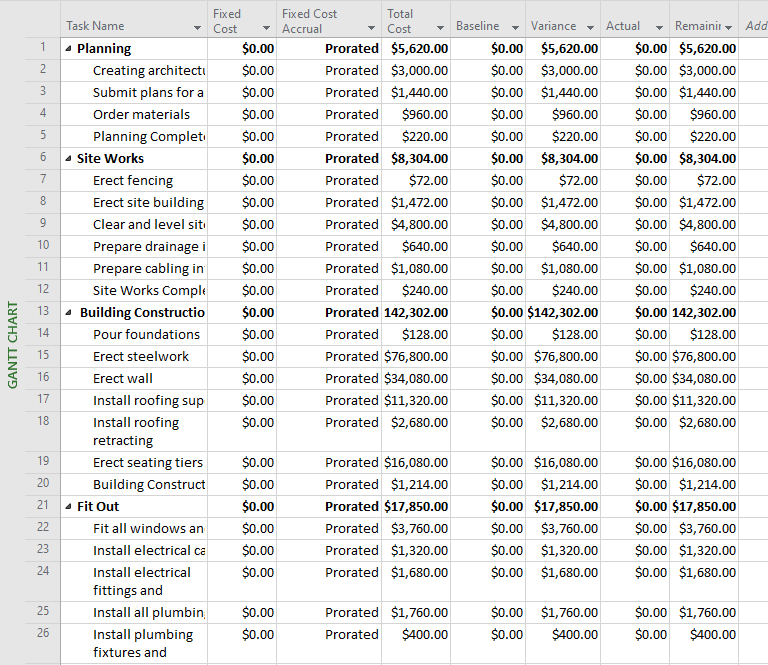 Task Name Fixed Cost Fixed Cost Accrual Total Cost Baseline Variance Actual Remainin Add
1 Planning $0.00 Prorated $5,620.00 $0.00 $5,620.00 $0.00 $5,620.00
2 Creating architectu $0.00 Prorated $3,000.00 $0.00 $3,000.00 $0.00 $3,000.00
3 Submit plans for a $0.00 Prorated $1,440.00 $0.00 $1,440.00 $0.00 $1,440.00
4 Order materials $0.00 Prorated $960.00 $0.00 $960.00 $0.00 $960.00
5 Planning Complet $0.00 Prorated $220.00 $0.00 $220.00 $0.00 $220.00
6 Site Works $0.00 Prorated $8,304.00 $0.00 $8,304.00 $0.00 $8,304.00
7 Erect fencing $0.00 Prorated $72.00 $0.00 $72.00 $0.00 $72.00
8 Erect site building $0.00 Prorated $1,472.00 $0.00 $1,472.00 $0.00 $1,472.00
9 Clear and level sit $0.00 Prorated $4,800.00 $0.00 $4,800.00 $0.00 $4,800.00
10 Prepare drainage i $0.00 Prorated $640.00 $0.00 $640.00 $0.00 $640.00
11 Prepare cabling in $0.00 Prorated $1,080.00 $0.00 $1,080.00 $0.00 $1,080.00
12 Site Works Compl $0.00 Prorated $240.00 $0.00 $240.00 $0.00 $240.00
13 Building Constructio $0.00 Prorated 142,302.00 $0.00 $142,302.00 $0.00 142,302.00
14 Pour foundations $0.00 Prorated $128.00 $0.00 $128.00 $0.00 $128.00
15 Erect steelwork $0.00 Prorated $76,800.00 $0.00 $76,800.00 $0.00 $76,800.00
16 Erect wall $0.00 Prorated $34,080.00 $0.00 $34,080.00 $0.00 $34,080.00
17 Install roofing sup $0.00 Prorated $11,320.00 $0.00 $11,320.00 $0.00 $11,320.00
18 Install roofing $0.00 Prorated $2,680.00 $0.00 $2,680.00 $0.00 $2,680.00
retracting
19 Erect seating tiers $0.00 Prorated $16,080.00 $0.00 $16,080.00 $0.00 $16,080.00
20 Building Construct $0.00 Prorated $1,214.00 $0.00 $1,214.00 $0.00 $1,214.00
21 Fit Out $0.00 Prorated $17,850.00 $0.00 $17,850.00 $0.00 $17,850.00
22 Fit all windows an $0.00 Prorated $3,760.00 $0.00 $3,760.00 $0.00 $3,760.00
23 Install electrical ca $0.00 Prorated $1,320.00 $0.00 $1,320.00 $0.00 $1,320.00
24 Install electrical $0.00 Prorated $1,680.00 $0.00 $1,680.00 $0.00 $1,680.00
fittings and
25 Install all plumbin $0.00 Prorated $1,760.00 $0.00 $1,760.00 $0.00 $1,760.00
26 Install plumbing $0.00 Prorated $400.00 $0.00 $400.00 $0.00 $400.00
fixtures and
GANTT CHART